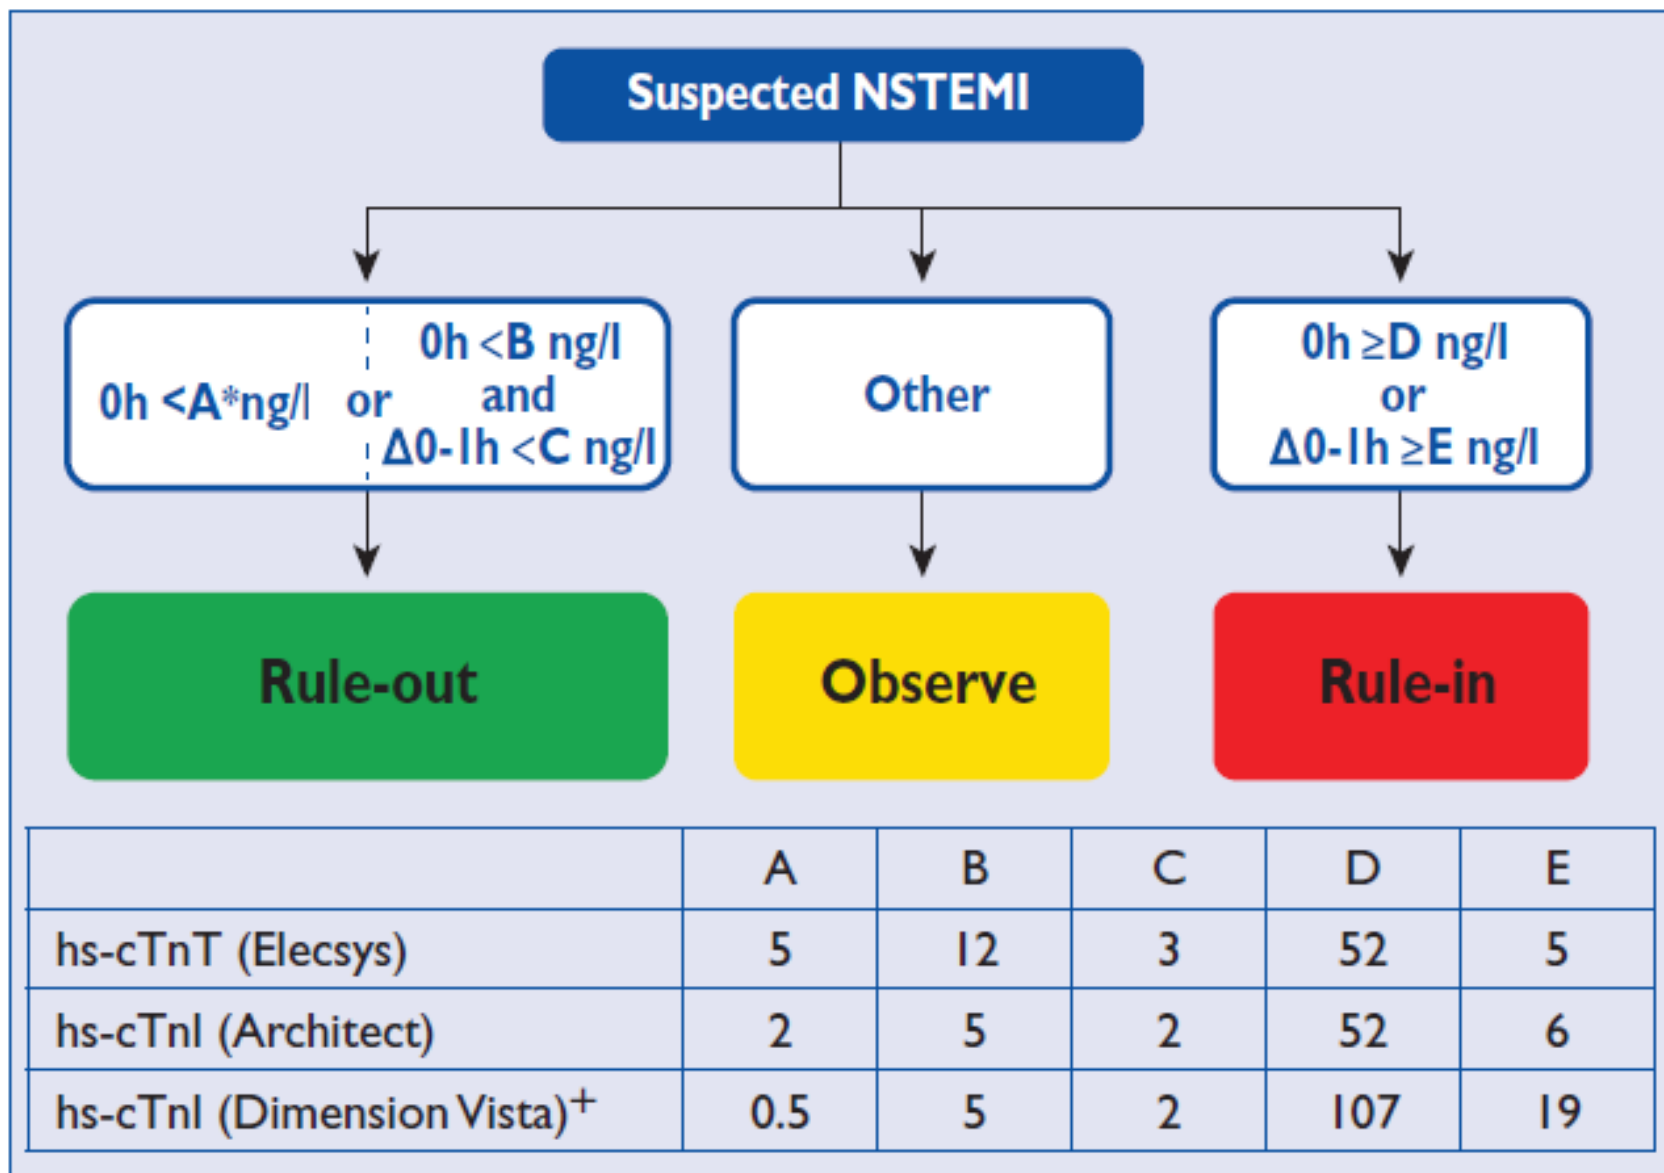 Suspected NSTEMI
0h <A*ng/l
or
0h <B ng/l
and
Δ0-1h <C ng/l
Other
0h ≥D ng/l
or
Δ0-1h ≥E ng/l
Rule-out
Observe
Rule-in
A B C D E
hs-cTnT (Elecsys) 5 12 3 52 5
hs-cTnI (Architect) 2 5 2 52 6
hs-cTnI (Dimension Vista)+ 0.5 5 2 107 19